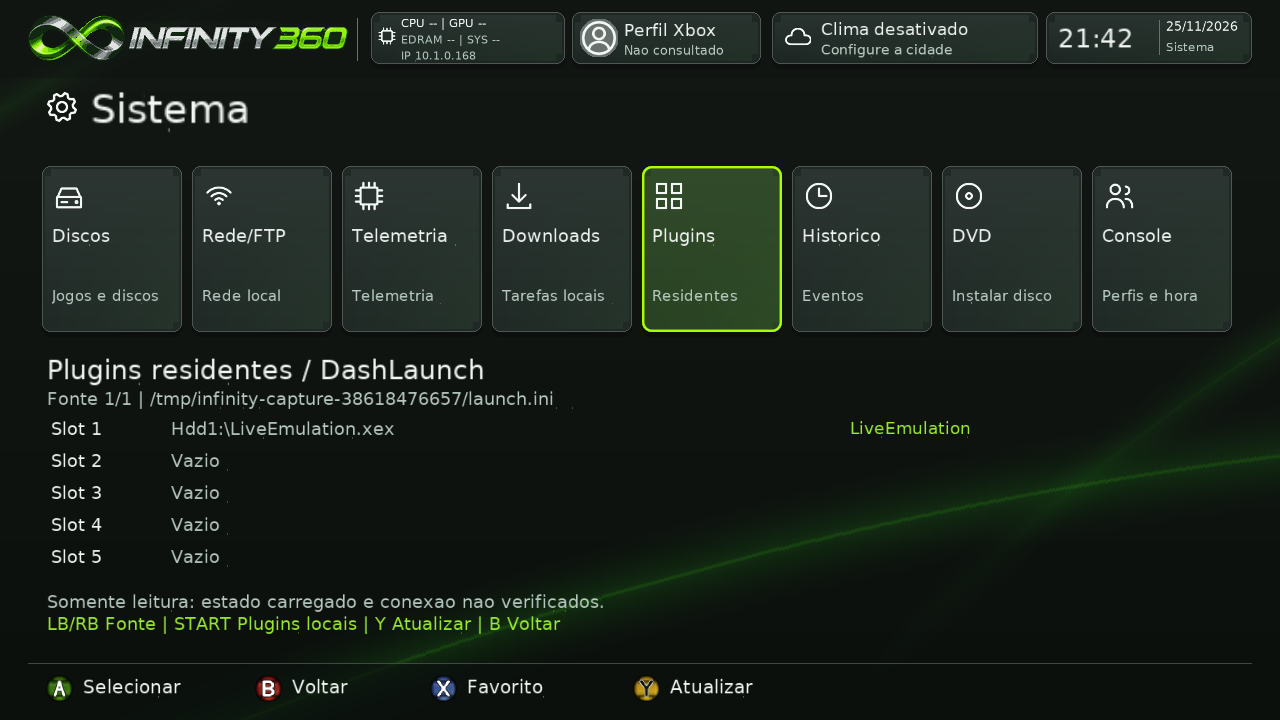 INFINITY 360
CPU -- | GPU --
EDRAM -- | SYS --
IP 10.1.0.168
Perfil Xbox
Nao consultado
Clima desativado
Configure a cidade
21:42
25/11/2026
Sistema
Sistema
Discos
Jogos e discos
Rede/FTP
Rede local
Telemetria
Telemetria
Downloads
Tarefas locais
Plugins
Residentes
Historico
Eventos
DVD
Instalar disco
Console
Perfis e hora
Plugins residentes / DashLaunch
Fonte 1/1 | /tmp/infinity-capture-38618476657/launch.ini
Slot 1 Hdd1:\LiveEmulation.xex LiveEmulation
Slot 2 Vazio
Slot 3 Vazio
Slot 4 Vazio
Slot 5 Vazio
Somente leitura: estado carregado e conexao nao verificados.
LB/RB Fonte | START Plugins locais | Y Atualizar | B Voltar
A Selecionar B Voltar X Favorito Y Atualizar